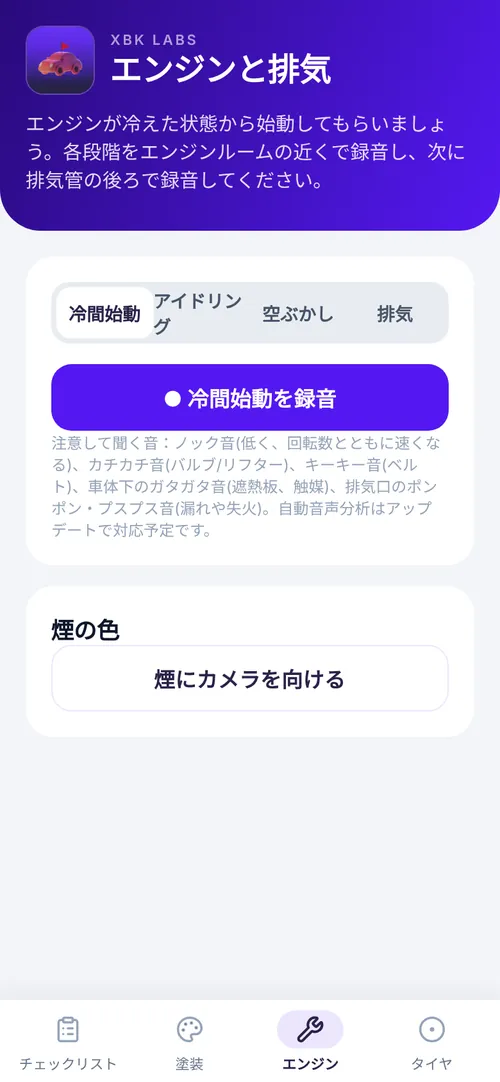 XBK LABS
エンジンと排気
エンジンが冷えた状態から始動してもらいましょ
う。各段階をエンジンルームの近くで録音し、次に
排気管の後ろで録音してください。
冷間始動
アイドリン
グ
空ぶかし
排気
● 冷間始動を録音
注意して聞く音：ノック音(低く、回転数とともに速くな
る)、カチカチ音(バルブ/リフター)、キーキー音(ベル
ト)、車体下のガタガタ音(遮熱板、触媒)、排気口のポン
ポン・プスプス音(漏れや失火)。自動音声分析はアップ
デートで対応予定です。
煙の色
煙にカメラを向ける
チェックリスト
塗装
エンジン
タイヤ